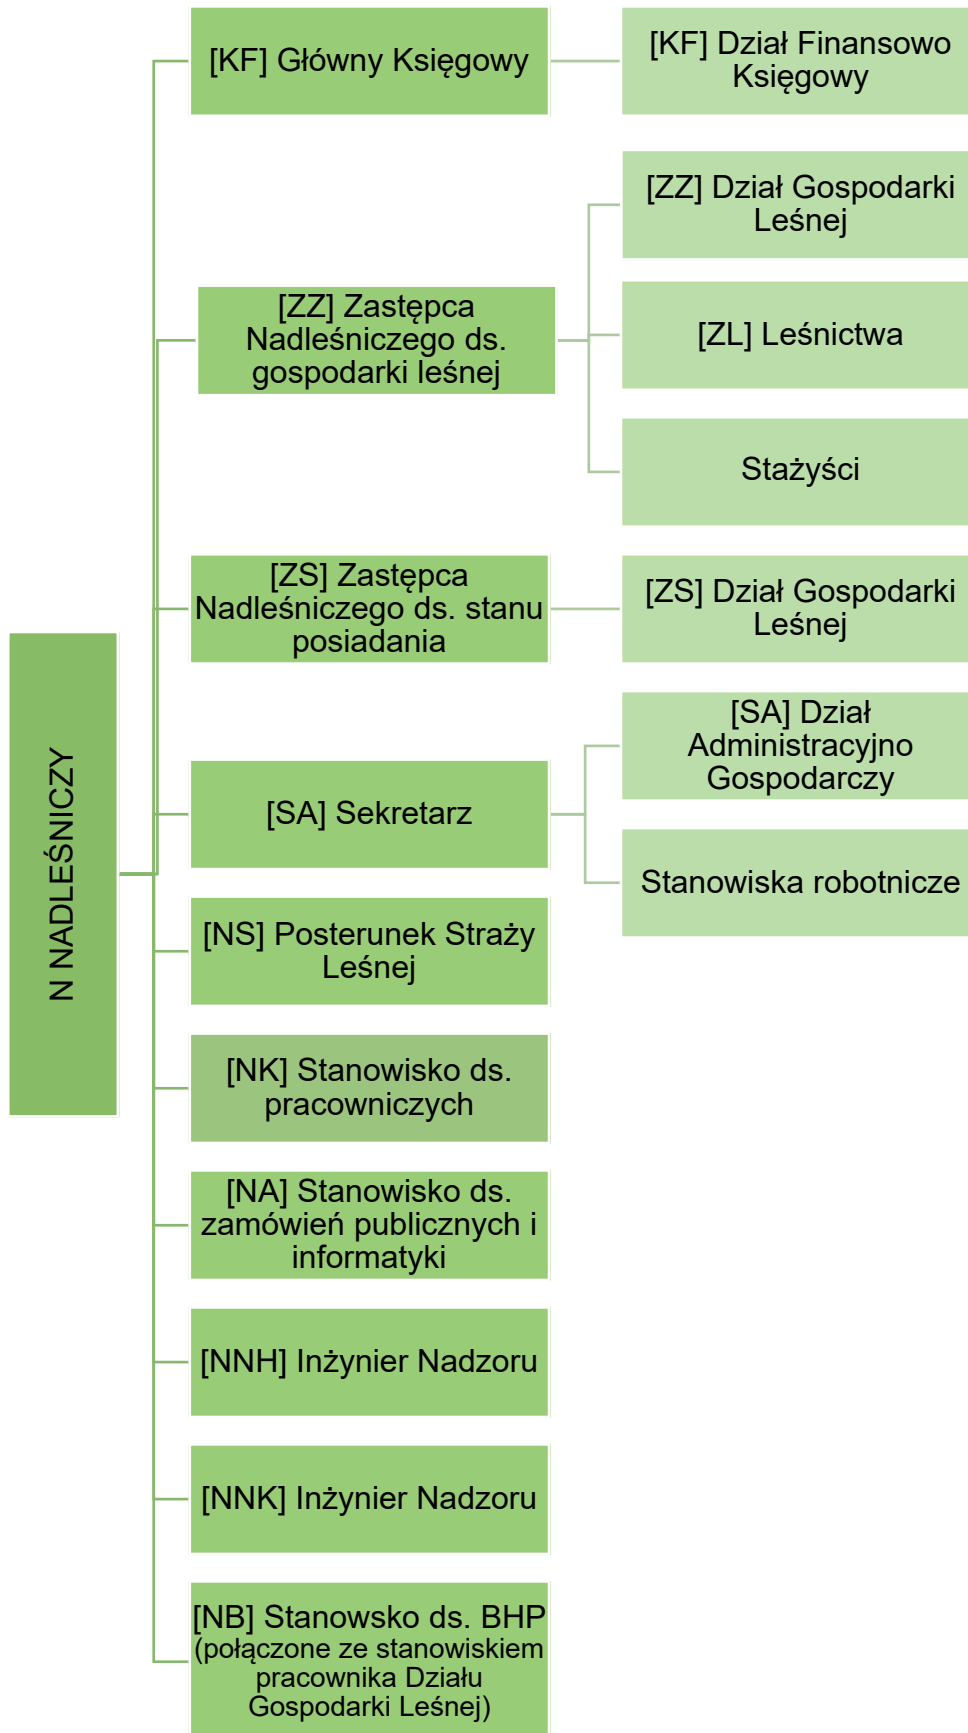 N NADLEŚNICZY
[KF] Główny Księgowy
[KF] Dział Finansowo
Księgowy
[ZZ] Zastępca
Nadleśniczego ds.
gospodarki leśnej
[ZZ] Dział Gospodarki
Leśnej
[ZL] Leśnictwa
Stażyści
[ZS] Zastępca
Nadleśniczego ds. stanu
posiadania
[ZS] Dział Gospodarki
Leśnej
[SA] Sekretarz
[SA] Dział
Administracyjno
Gospodarczy
Stanowiska robotnicze
[NS] Posterunek Straży
Leśnej
[NK] Stanowisko ds.
pracowniczych
[NA] Stanowisko ds.
zamówień publicznych i
informatyki
[NNH] Inżynier Nadzoru
[NNK] Inżynier Nadzoru
[NB] Stanowsko ds. BHP
(połączone ze stanowiskiem
pracownika Działu
Gospodarki Leśnej)